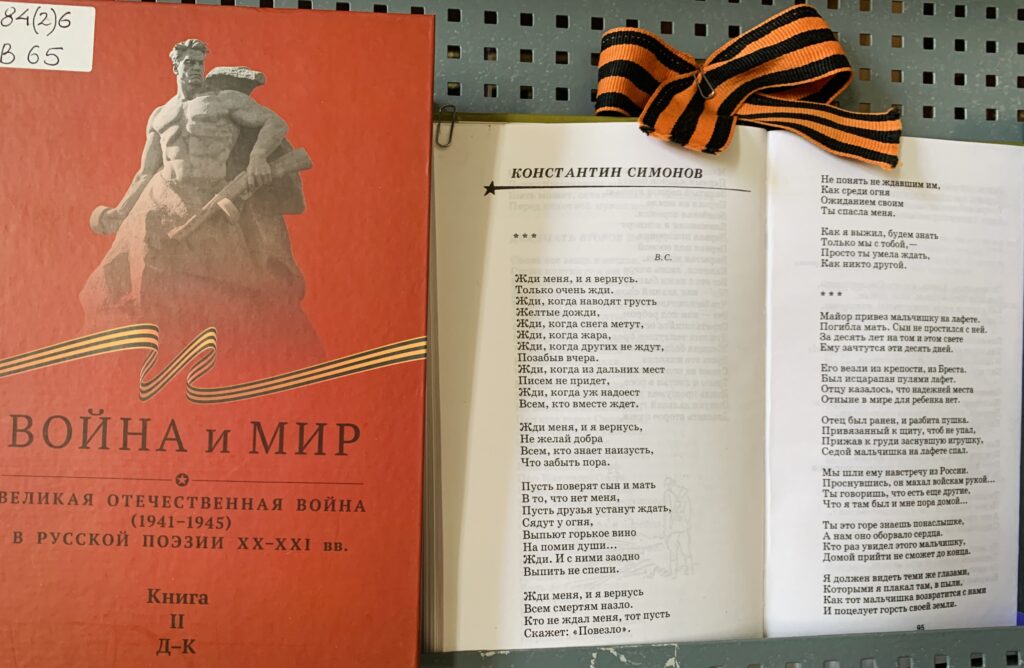 84(2)6
В 65
ВОЙНА и МИР
ВЕЛИКАЯ ОТЕЧЕСТВЕННАЯ ВОЙНА
(1941–1945)
В РУССКОЙ ПОЭЗИИ XX–XXI вв.
Книга
II
Д–К
КОНСТАНТИН СИМОНОВ
* * *
В.С.
Жди меня, и я вернусь.
Только очень жди.
Жди, когда наводят грусть
Желтые дожди,
Жди, когда снега метут,
Жди, когда жара,
Жди, когда других не ждут,
Позабыв вчера.
Жди, когда из дальних мест
Писем не придет,
Жди, когда уж надоест
Всем, кто вместе ждет.
Жди меня, и я вернусь,
Не желай добра
Всем, кто знает наизусть,
Что забыть пора.
Пусть поверят сын и мать
В то, что нет меня,
Пусть друзья устанут ждать,
Сядут у огня,
Выпьют горькое вино
На помин души...
Жди. И с ними заодно
Выпить не спеши.
Жди меня, и я вернусь
Всем смертям назло.
Кто не ждал меня, тот пусть
Скажет: «Повезло».
Не понять не ждавшим им,
Как среди огня
Ожиданием своим
Ты спасла меня.
Как я выжил, будем знать
Только мы с тобой,—
Просто ты умела ждать,
Как никто другой.
* * *
Майор привез мальчишку на лафете.
Погибла мать. Сын не простился с ней.
За десять лет на том и этом свете
Ему зачтутся эти десять дней.
Его везли из крепости, из Бреста.
Был исцарапан пулями лафет.
Отцу казалось, что надежней места
Отныне в мире для ребенка нет.
Отец был ранен, и разбита пушка.
Привязанный к щиту, чтоб не упал,
Прижав к груди заснувшую игрушку,
Седой мальчишка на лафете спал.
Мы шли ему навстречу из России.
Проснувшись, он махал войскам рукой...
Ты говоришь, что есть еще другие,
Что я там был и мне пора домой...
Ты это горе знаешь понаслышке,
А нам оно оборвало сердца.
Кто раз увидел этого мальчишку,
Домой прийти не сможет до конца.
Я должен видеть теми же глазами,
Которыми я плакал там, в пыли,
Как тот мальчишка возвратится с нами
И поцелует горсть своей земли.
95